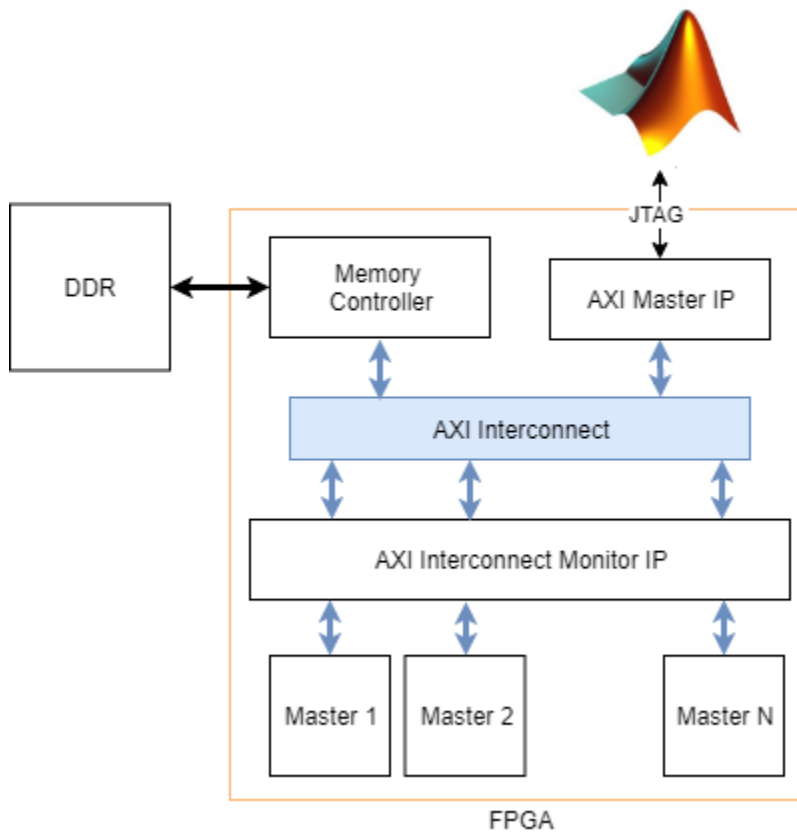 JTAG
DDR
Memory
Controller
AXI Master IP
AXI Interconnect
AXI Interconnect Monitor IP
Master 1
Master 2
Master N
FPGA